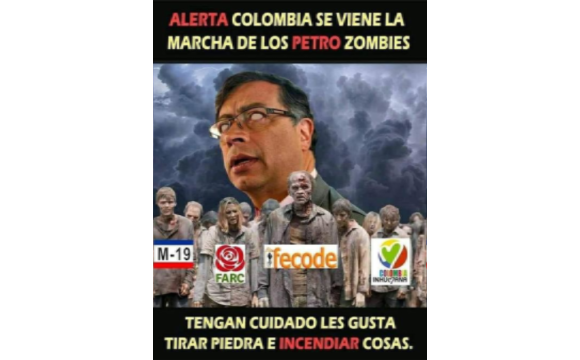 ALERTA COLOMBIA SE VIENE LA
MARCHA DE LOS PETRO ZOMBIES
M-19
FARC
fecode
COLOMBIA
HUMANA
TENGAN CUIDADO LES GUSTA
TIRAR PIEDRA E INCENDIAR COSAS.